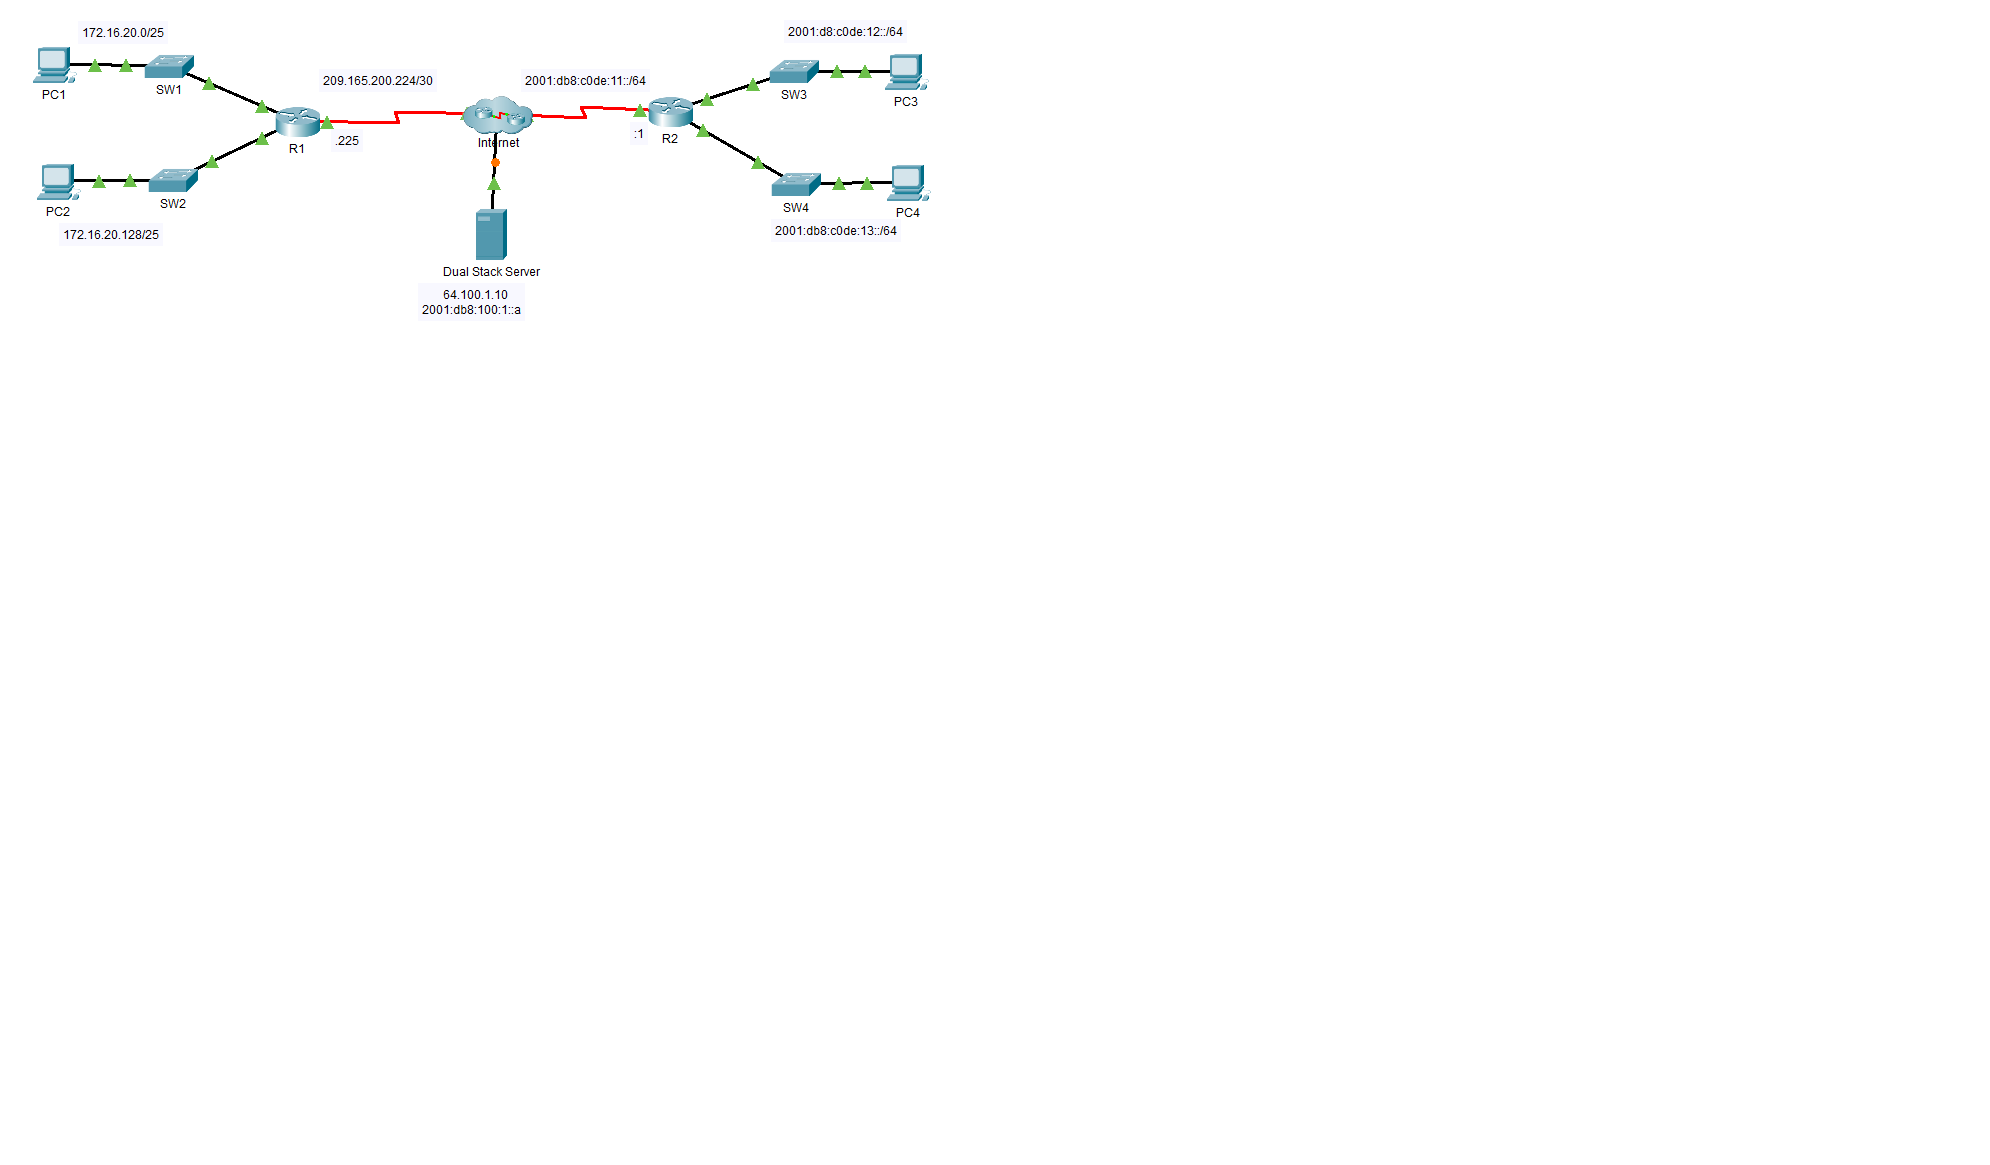 172.16.20.0/25
PC1
SW1
209.165.200.224/30
R1
.225
PC2
SW2
172.16.20.128/25
Internet
Dual Stack Server
64.100.1.10
2001:db8:100:1::a
2001:db8:c0de:11::/64
:1
R2
2001:d8:c0de:12::/64
SW3
PC3
SW4
PC4
2001:db8:c0de:13::/64